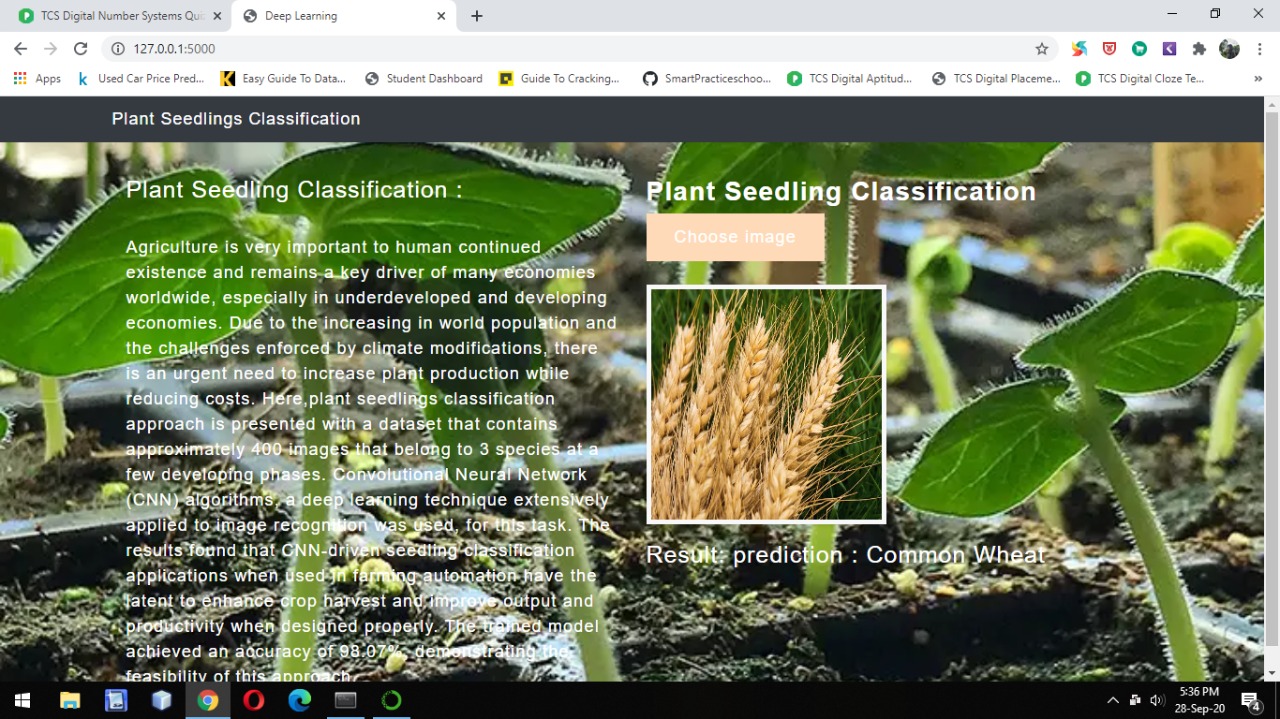 TCS Digital Number Systems Qui
Deep Learning
127.0.0.1:5000
Apps
Used Car Price Pred...
Easy Guide To Data...
Student Dashboard
Guide To Cracking...
SmartPracticeschoo...
TCS Digital Aptitud...
TCS Digital Placeme...
TCS Digital Cloze Te...
Plant Seedlings Classification
Plant Seedling Classification :
Agriculture is very important to human continued
existence and remains a key driver of many economies
worldwide, especially in underdeveloped and developing
economies. Due to the increasing in world population and
the challenges enforced by climate modifications, there
is an urgent need to increase plant production while
reducing costs. Here,plant seedlings classification
approach is presented with a dataset that contains
approximately 400 images that belong to 3 species at a
few developing phases. Convolutional Neural Network
(CNN) algorithms, a deep learning technique extensively
applied to image recognition was used, for this task. The
results found that CNN-driven seedling classification
applications when used in farming automation have the
latent to enhance crop harvest and improve output and
productivity when designed properly. The trained model
achieved an accuracy of 98.07%, demonstrating the
feasibility of this approach.
Plant Seedling Classification
Choose image
Result: prediction : Common Wheat
5:36 PM
28-Sep-20
4